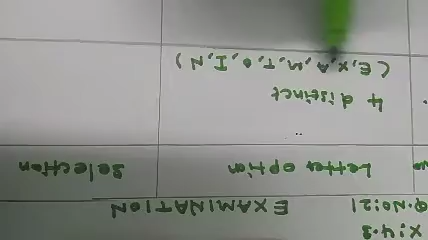 x:4.3
Q.NO:21 EXAMINATION
Letter option selection
4 distinct
(E,X,A,M,T,O,I,N)